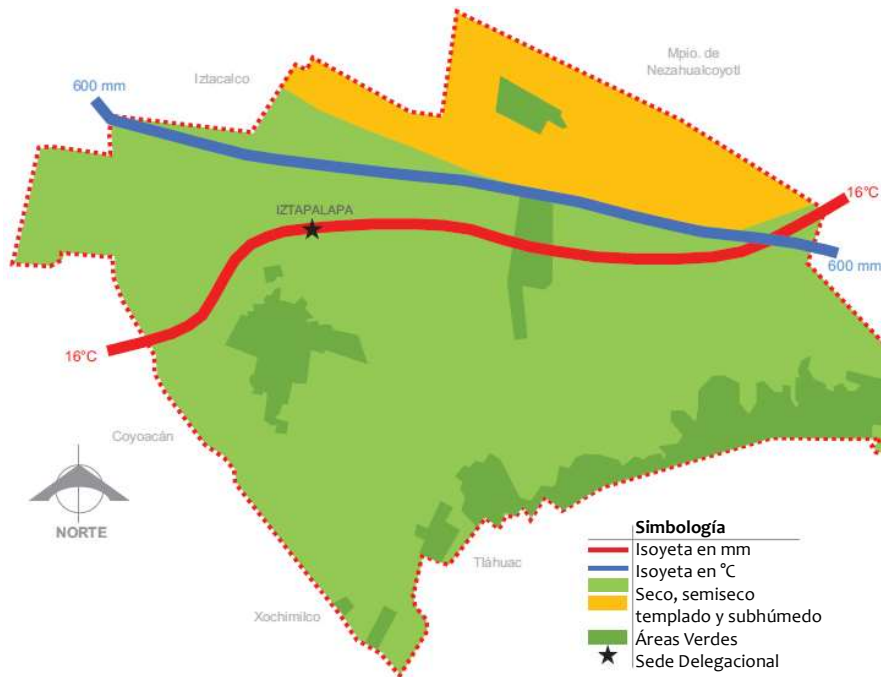 Iztacalco
Mpio. de
Nezahualcoyotl
600 mm
16°C
IZTAPALAPA
600 mm
16°C
Coyoacán
NORTE
Tláhuac
Xochimilco
Simbología
Isoyeta en mm
Isoyeta en °C
Seco, semiseco
templado y subhúmedo
Áreas Verdes
Sede Delegacional